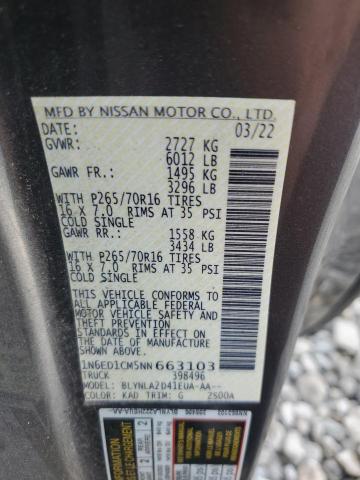 MFD BY NISSAN MOTOR CO., LTD.
DATE: 03/22
GVWR: 2727 KG
6012 LB
GAWR FR.: 1495 KG
3296 LB
WITH P265/70R16 TIRES
16 X 7.0 RIMS AT 35 PSI
COLD SINGLE
GAWR RR.: 1558 KG
3434 LB
WITH P265/70R16 TIRES
16 X 7.0 RIMS AT 35 PSI
COLD SINGLE
THIS VEHICLE CONFORMS TO
ALL APPLICABLE FEDERAL
MOTOR VEHICLE SAFETY
STANDARDS IN EFFECT ON
THE DATE OF MANUFACTURE
SHOWN ABOVE.
1N6ED1CM5NN663103
TRUCK 398496
MODEL: BLYNLA2D41EUA-AA--
COLOR: KAD TRIM: G 2S00A
NN663103 398496